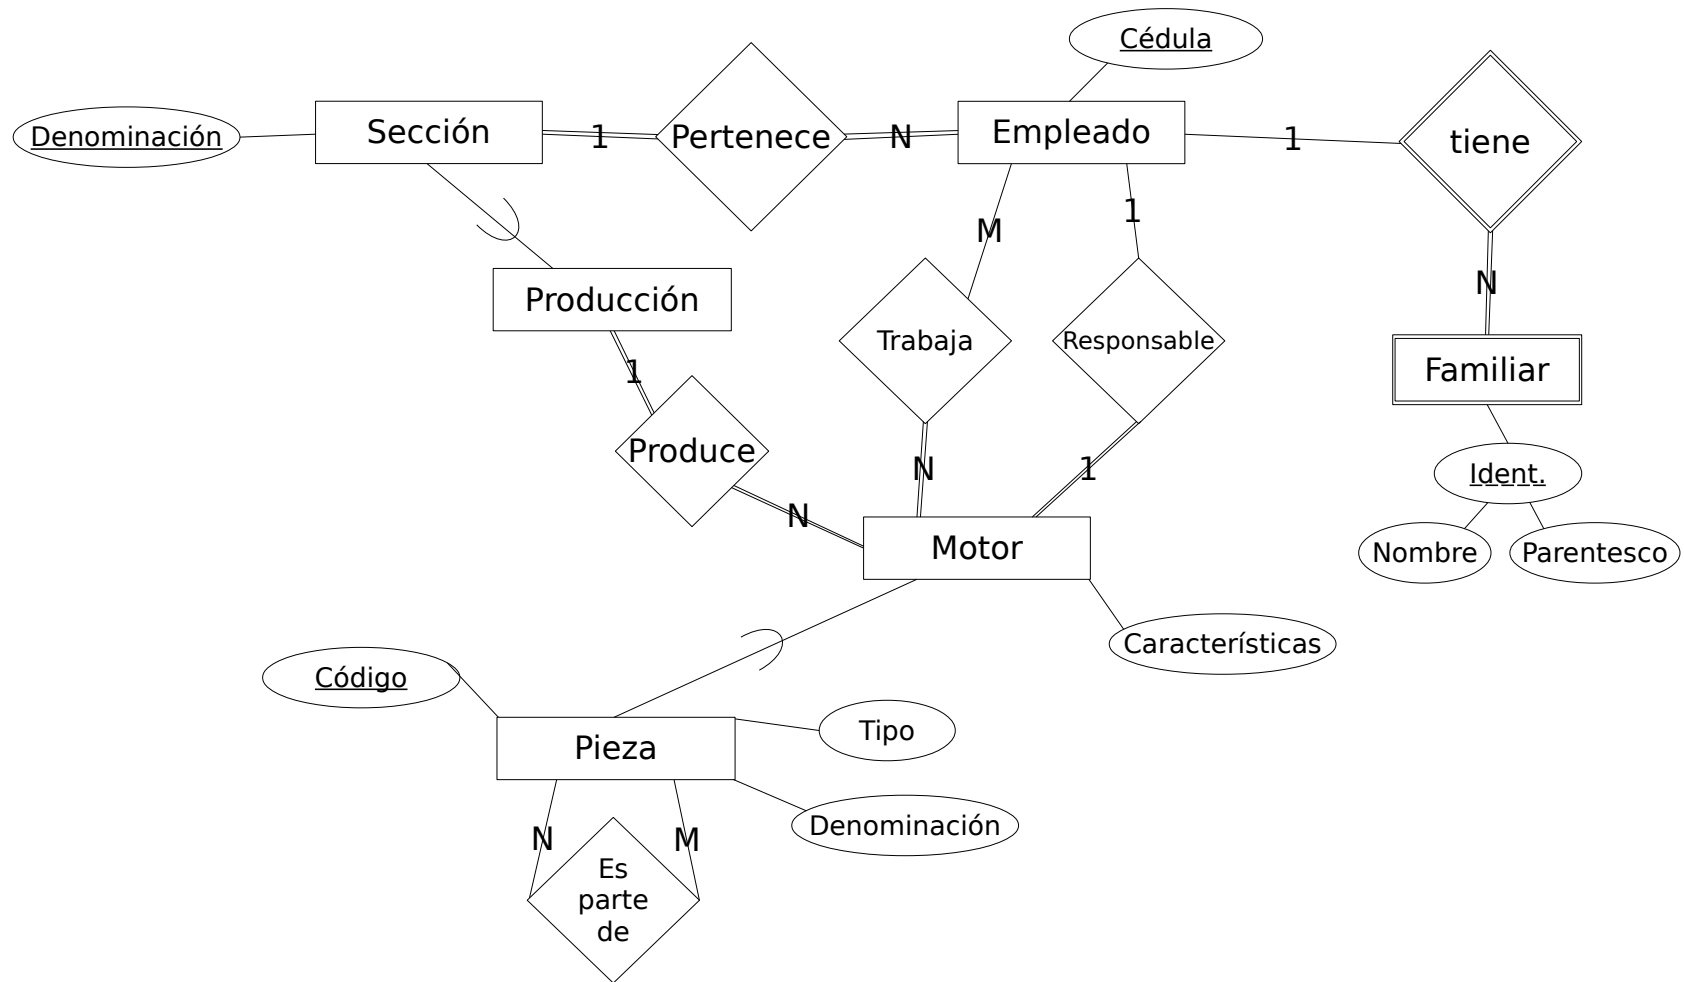 Cédula
Denominación
Sección
1
Pertenece
N
Empleado
1
tiene
M
1
N
Producción
Trabaja
Responsable
1
Familiar
Produce
N
1
Ident.
N
Nombre
Parentesco
Motor
Características
Código
Tipo
Pieza
Denominación
N
M
Es
parte
de